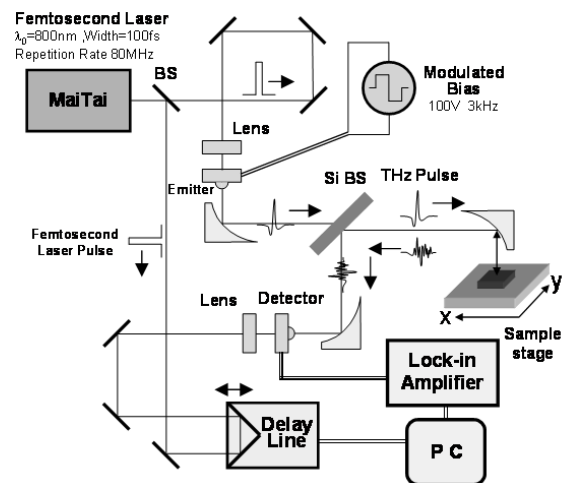 Femtosecond Laser
λ₀=800nm ,Width=100fs
Repetition Rate 80MHz
BS
MaiTai
Modulated
Bias
100V 3kHz
Lens
Emitter
Si BS
THz Pulse
Femtosecond
Laser Pulse
Lens
Detector
x
y
Sample
stage
Lock-in
Amplifier
Delay
Line
P C